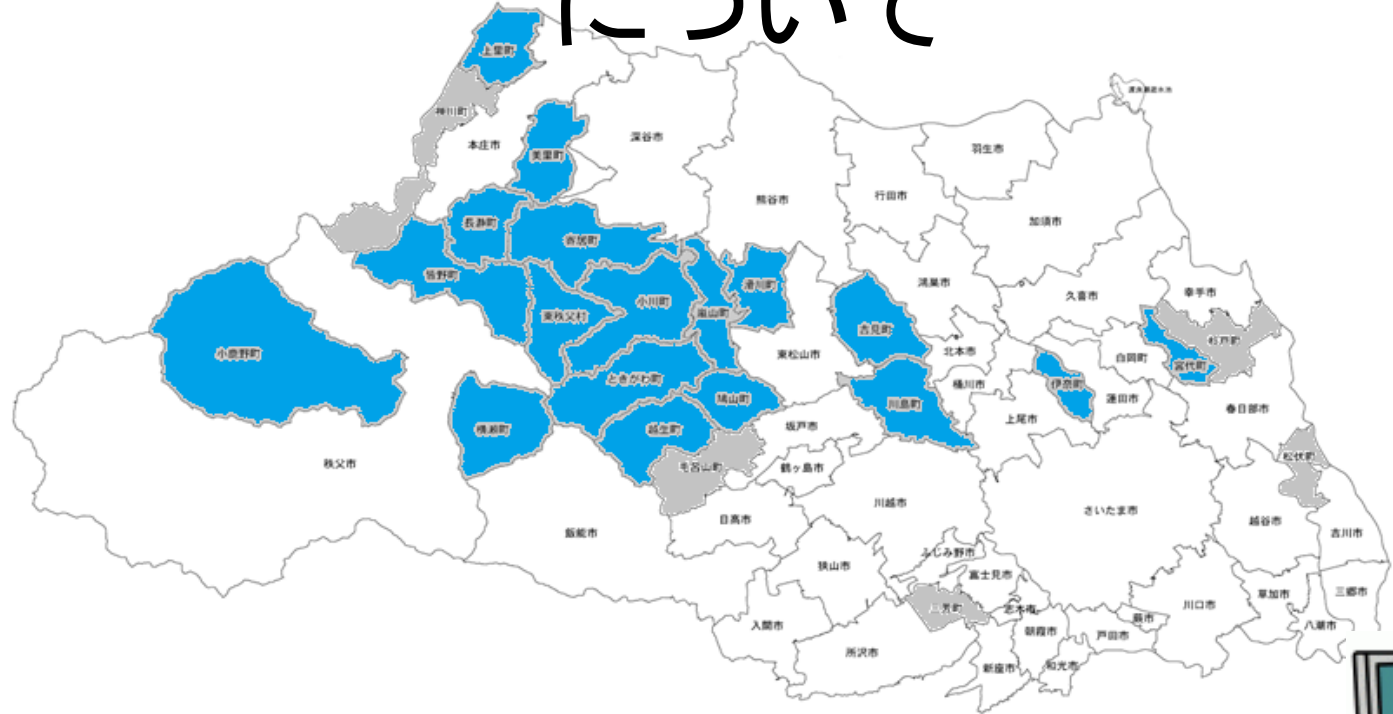 について
上里町
神川町
本庄市
美里町
深谷市
熊谷市
行田市
羽生市
加須市
長瀞町
寄居町
皆野町
小川町
嵐山町
滑川町
東秩父村
鴻巣市
久喜市
幸手市
杉戸町
吉見町
小鹿野町
東松山市
北本市
白岡町
宮代町
ときがわ町
伊奈町
桶川市
蓮田市
鳩山町
川島町
春日部市
横瀬町
越生町
坂戸市
上尾市
秩父市
毛呂山町
鶴ヶ島市
松伏町
川越市
さいたま市
飯能市
日高市
越谷市
吉川市
ふじみ野市
狭山市
富士見市
三芳町
志木市
川口市
草加市
三郷市
入間市
朝霞市
戸田市
蕨市
八潮市
所沢市
新座市
和光市